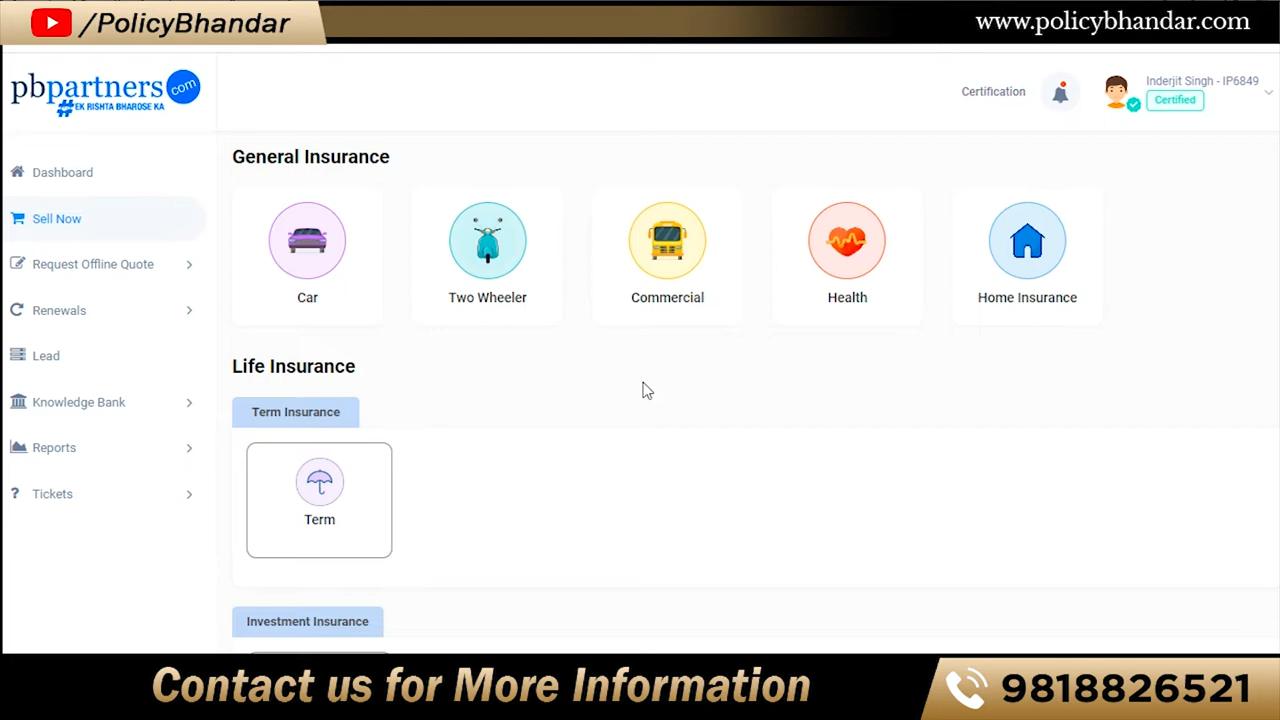 /PolicyBhandar
www.policybhandar.com
pbpartners.com
#EK RISHTA BHAROSE KA
Certification
Inderjit Singh - IP6849
Certified
Dashboard
Sell Now
Request Offline Quote
Renewals
Lead
Knowledge Bank
Reports
Tickets
General Insurance
Car
Two Wheeler
Commercial
Health
Home Insurance
Life Insurance
Term Insurance
Term
Investment Insurance
Contact us for More Information
9818826521